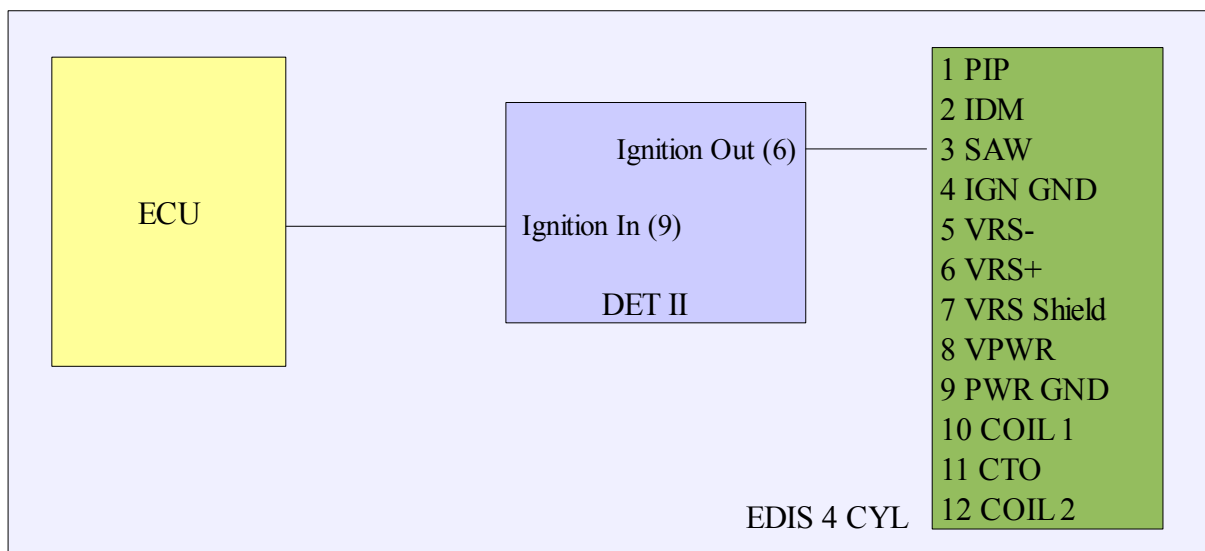 ECU
Ignition Out (6)
Ignition In (9)
DET II
1 PIP
2 IDM
3 SAW
4 IGN GND
5 VRS-
6 VRS+
7 VRS Shield
8 VPWR
9 PWR GND
10 COIL 1
11 CTO
12 COIL 2
EDIS 4 CYL